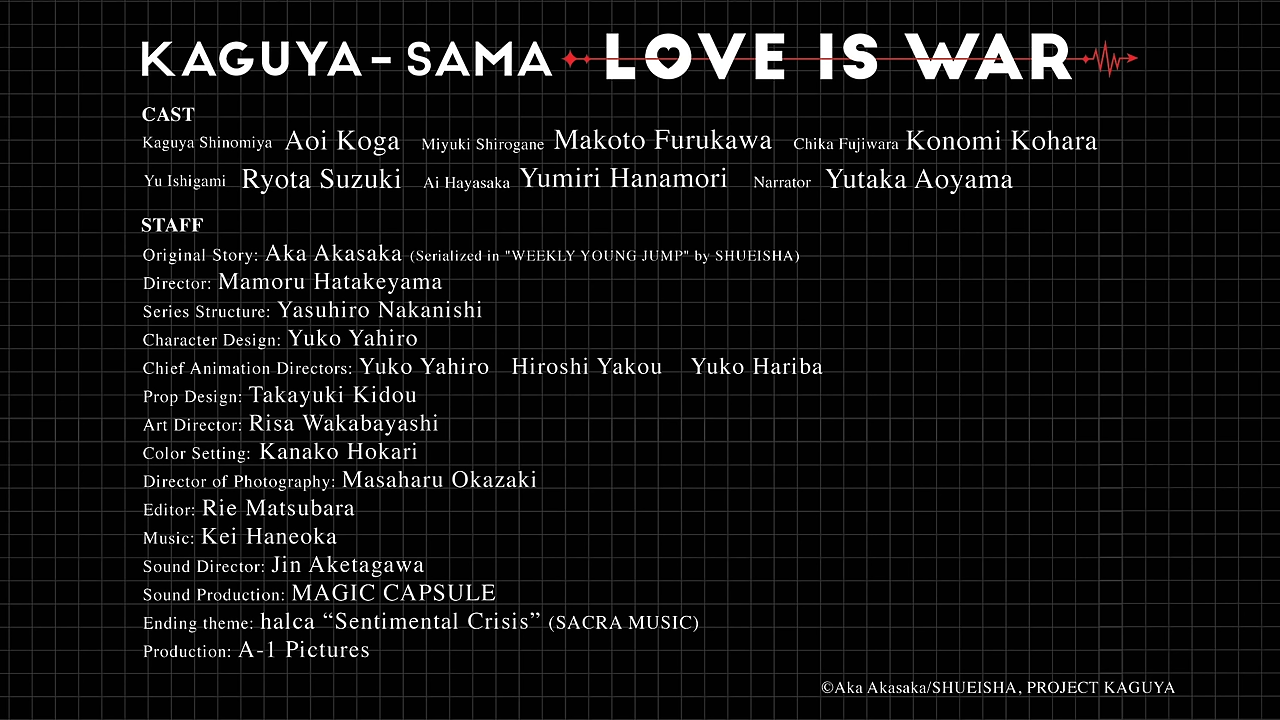 KAGUYA-SAMA LOVE IS WAR
CAST
Kaguya Shinomiya Aoi Koga Miyuki Shirogane Makoto Furukawa Chika Fujiwara Konomi Kohara
Yu Ishigami Ryota Suzuki Ai Hayasaka Yumiri Hanamori Narrator Yutaka Aoyama
STAFF
Original Story: Aka Akasaka (Serialized in "WEEKLY YOUNG JUMP" by SHUEISHA)
Director: Mamoru Hatakeyama
Series Structure: Yasuhiro Nakanishi
Character Design: Yuko Yahiro
Chief Animation Directors: Yuko Yahiro Hiroshi Yakou Yuko Hariba
Prop Design: Takayuki Kidou
Art Director: Risa Wakabayashi
Color Setting: Kanako Hokari
Director of Photography: Masaharu Okazaki
Editor: Rie Matsubara
Music: Kei Haneoka
Sound Director: Jin Aketagawa
Sound Production: MAGIC CAPSULE
Ending theme: halca “Sentimental Crisis” (SACRA MUSIC)
Production: A-1 Pictures
©Aka Akasaka/SHUEISHA, PROJECT KAGUYA